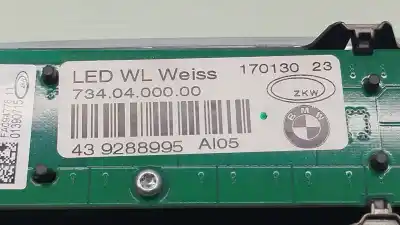 LED WL Weiss
170130 23
734.04.000.00
ZKW
BMW
43 9288995 AI05